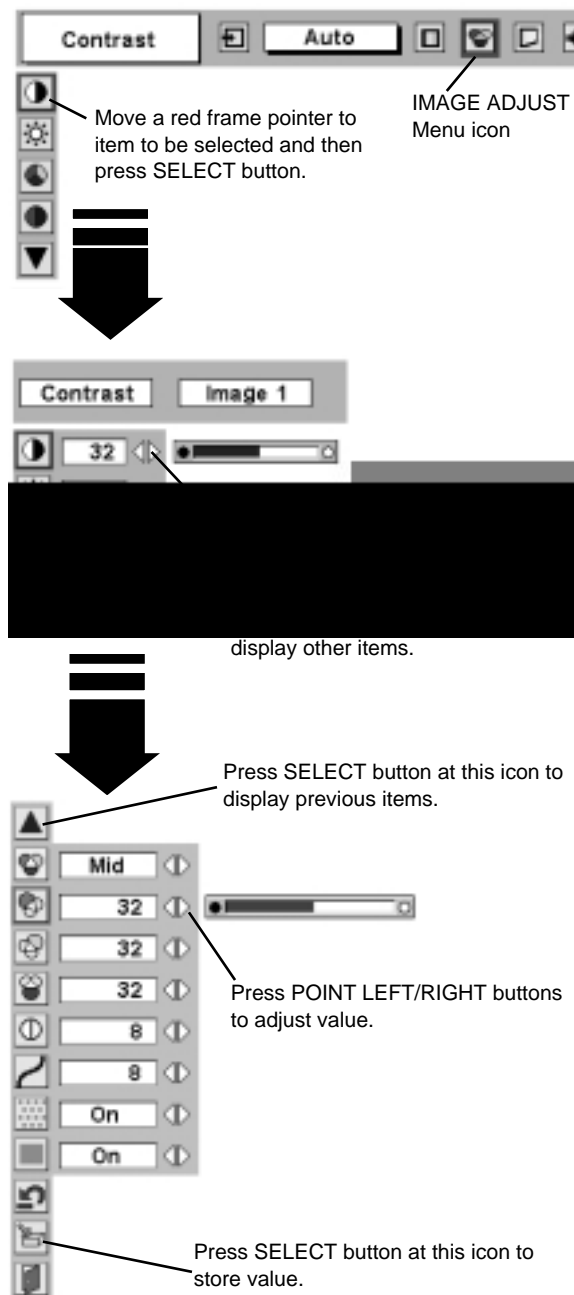 Contrast
Auto
IMAGE ADJUST
Menu icon
Move a red frame pointer to
item to be selected and then
press SELECT button.
Contrast
Image 1
32
display other items.
Press SELECT button at this icon to
display previous items.
Mid
32
32
32
8
8
On
On
Press POINT LEFT/RIGHT buttons
to adjust value.
Press SELECT button at this icon to
store value.